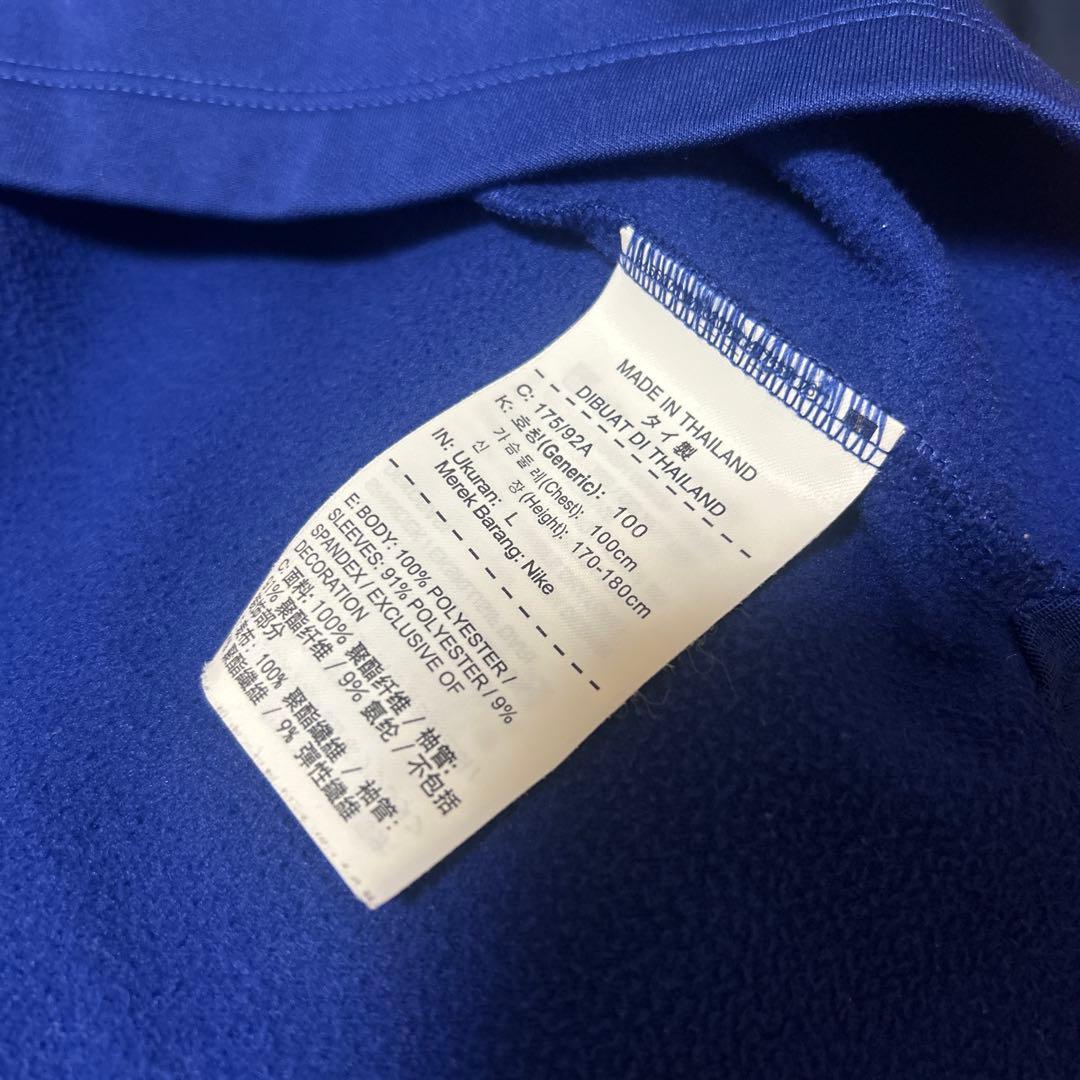 MADE IN THAILAND
タイ製
DIBUAT DI THAILAND
C: 175/92A
K: 호칭(Generic): 100
가슴둘레(Chest): 100cm
신 장 (Height): 170-180cm
IN: Ukuran: L
Merek Barang: Nike
E: BODY: 100% POLYESTER /
SLEEVES: 91% POLYESTER / 9%
SPANDEX / EXCLUSIVE OF
DECORATION
C: 面料: 100% 聚酯纤维 / 袖管:
91% 聚酯纤维 / 9% 氨纶 / 不包括
部分
布: 100% 聚酯纖維 / 袖管:
聚酯纖維 / 9% 彈性纖維